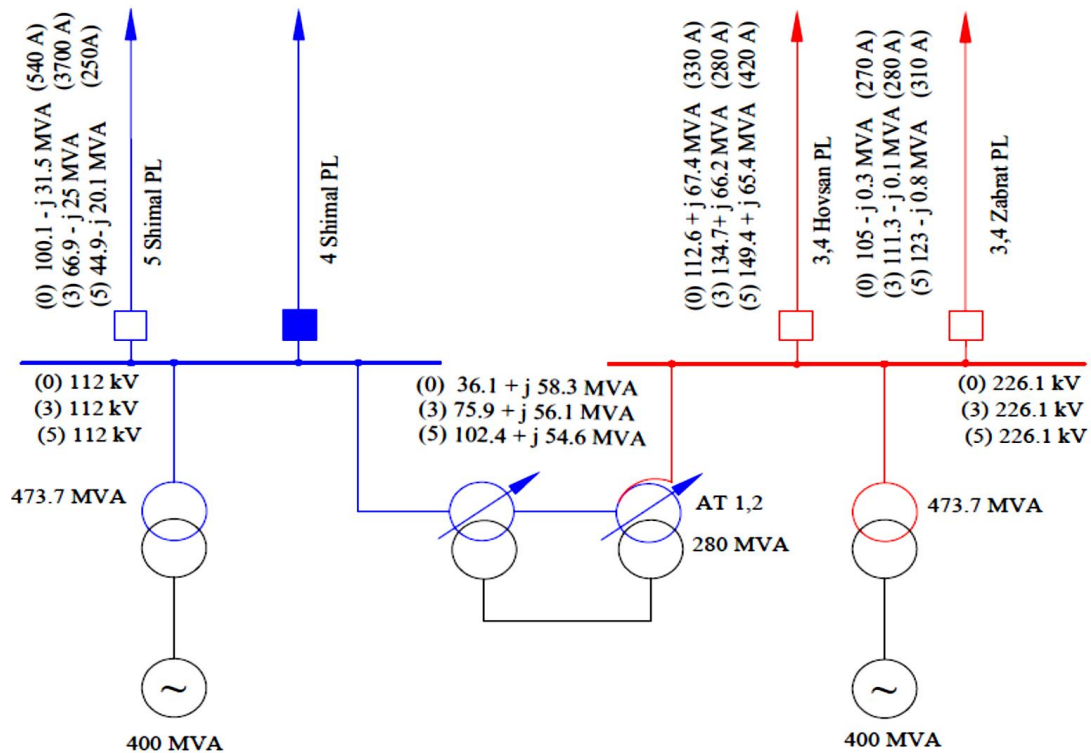 (0) 100.1 - j 31.5 MVA (540 A)
(3) 66.9 - j 25 MVA (3700 A)
(5) 44.9- j 20.1 MVA (250A)
5 Shimal PL
4 Shimal PL
(0) 112.6 + j 67.4 MVA (330 A)
(3) 134.7+ j 66.2 MVA (280 A)
(5) 149.4 + j 65.4 MVA (420 A)
3,4 Hovsan PL
(0) 105 - j 0.3 MVA (270 A)
(3) 111.3 - j 0.1 MVA (280 A)
(5) 123 - j 0.8 MVA (310 A)
3,4 Zabrat PL
(0) 112 kV
(3) 112 kV
(5) 112 kV
(0) 36.1 + j 58.3 MVA
(3) 75.9 + j 56.1 MVA
(5) 102.4 + j 54.6 MVA
(0) 226.1 kV
(3) 226.1 kV
(5) 226.1 kV
473.7 MVA
AT 1,2
280 MVA
473.7 MVA
~
~
400 MVA
400 MVA